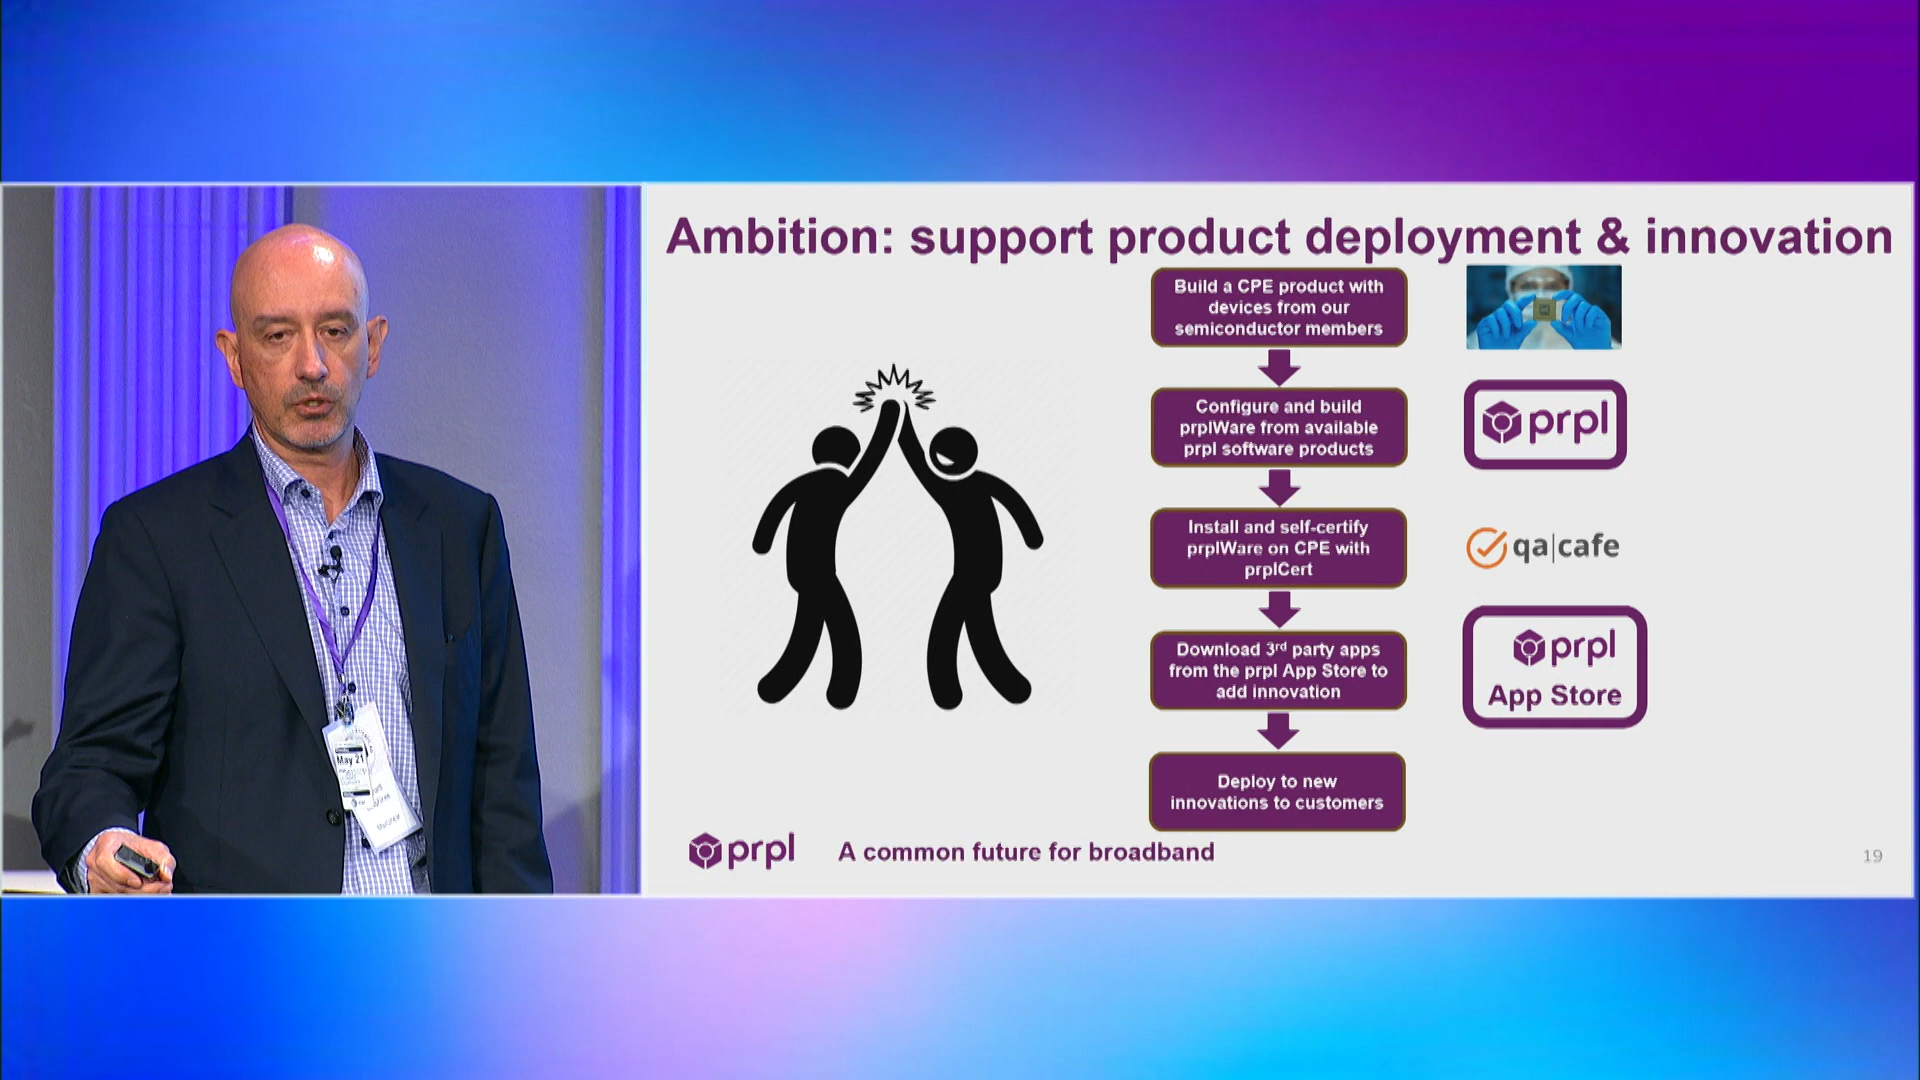 Ambition: support product deployment & innovation
Build a CPE product with
devices from our
semiconductor members
Configure and build
prplWare from available
prpl software products
prpl
Install and self-certify
prplWare on CPE with
prplCert
qa|cafe
Download 3rd party apps
from the prpl App Store to
add innovation
prpl
App Store
Deploy to new
innovations to customers
prpl
A common future for broadband
19
May 21